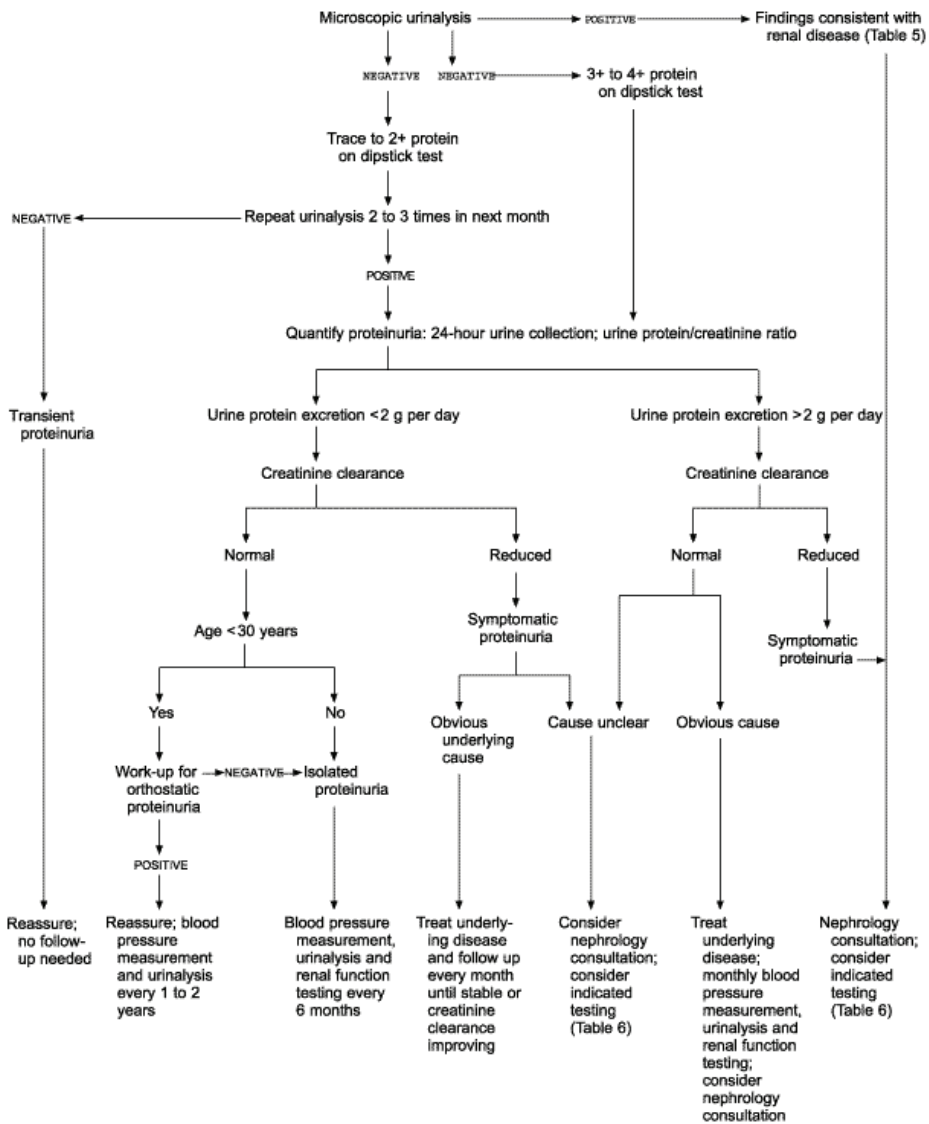 Microscopic urinalysis
POSITIVE
Findings consistent with
renal disease (Table 5)
NEGATIVE
NEGATIVE
3+ to 4+ protein
on dipstick test
Trace to 2+ protein
on dipstick test
NEGATIVE
Repeat urinalysis 2 to 3 times in next month
POSITIVE
Quantify proteinuria: 24-hour urine collection; urine protein/creatinine ratio
Transient
proteinuria
Urine protein excretion <2 g per day
Urine protein excretion >2 g per day
Creatinine clearance
Creatinine clearance
Normal
Reduced
Normal
Reduced
Age <30 years
Symptomatic
proteinuria
Symptomatic
proteinuria
Yes
No
Obvious
underlying
cause
Cause unclear
Obvious cause
Work-up for
orthostatic
proteinuria
NEGATIVE
Isolated
proteinuria
POSITIVE
Reassure;
no follow-
up needed
Reassure; blood
pressure
measurement
and urinalysis
every 1 to 2
years
Blood pressure
measurement,
urinalysis and
renal function
testing every
6 months
Treat underly-
ing disease
and follow up
every month
until stable or
creatinine
clearance
improving
Consider
nephrology
consultation;
consider
indicated
testing
(Table 6)
Treat
underlying
disease;
monthly blood
pressure
measurement,
urinalysis and
renal function
testing;
consider
nephrology
consultation
Nephrology
consultation;
consider
indicated
testing
(Table 6)